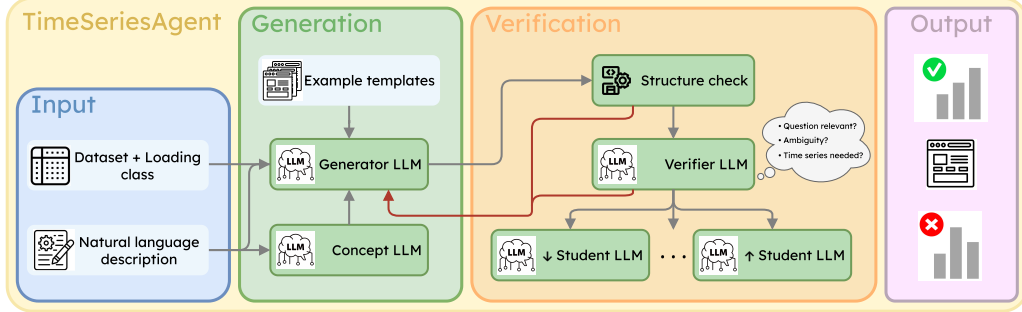 TimeSeriesAgent
Input
Dataset + Loading
class
Natural language
description
Generation
Example templates
LLM
Generator LLM
LLM
Concept LLM
Verification
Structure check
LLM
Verifier LLM
• Question relevant?
• Ambiguity?
• Time series needed?
LLM
↓ Student LLM
...
LLM
↑ Student LLM
Output